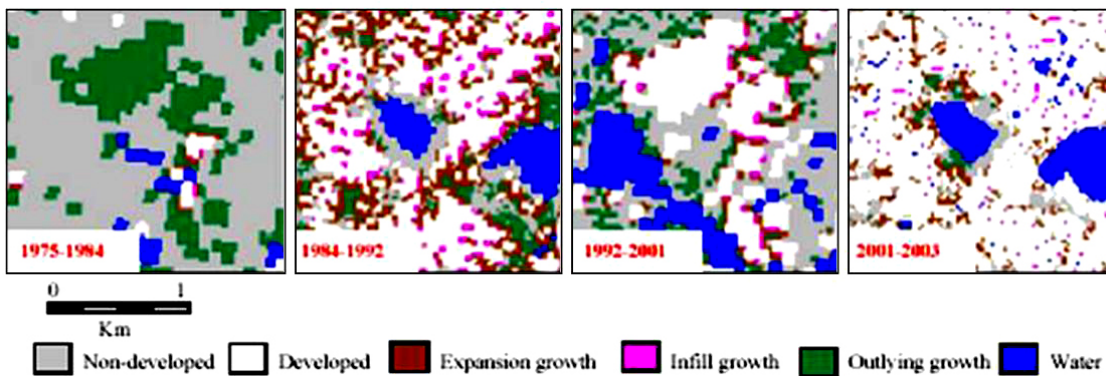 1975-1984
1984-1992
1992-2001
2001-2003
0 1
Km
Non-developed Developed Expansion growth Infill growth Outlying growth Water